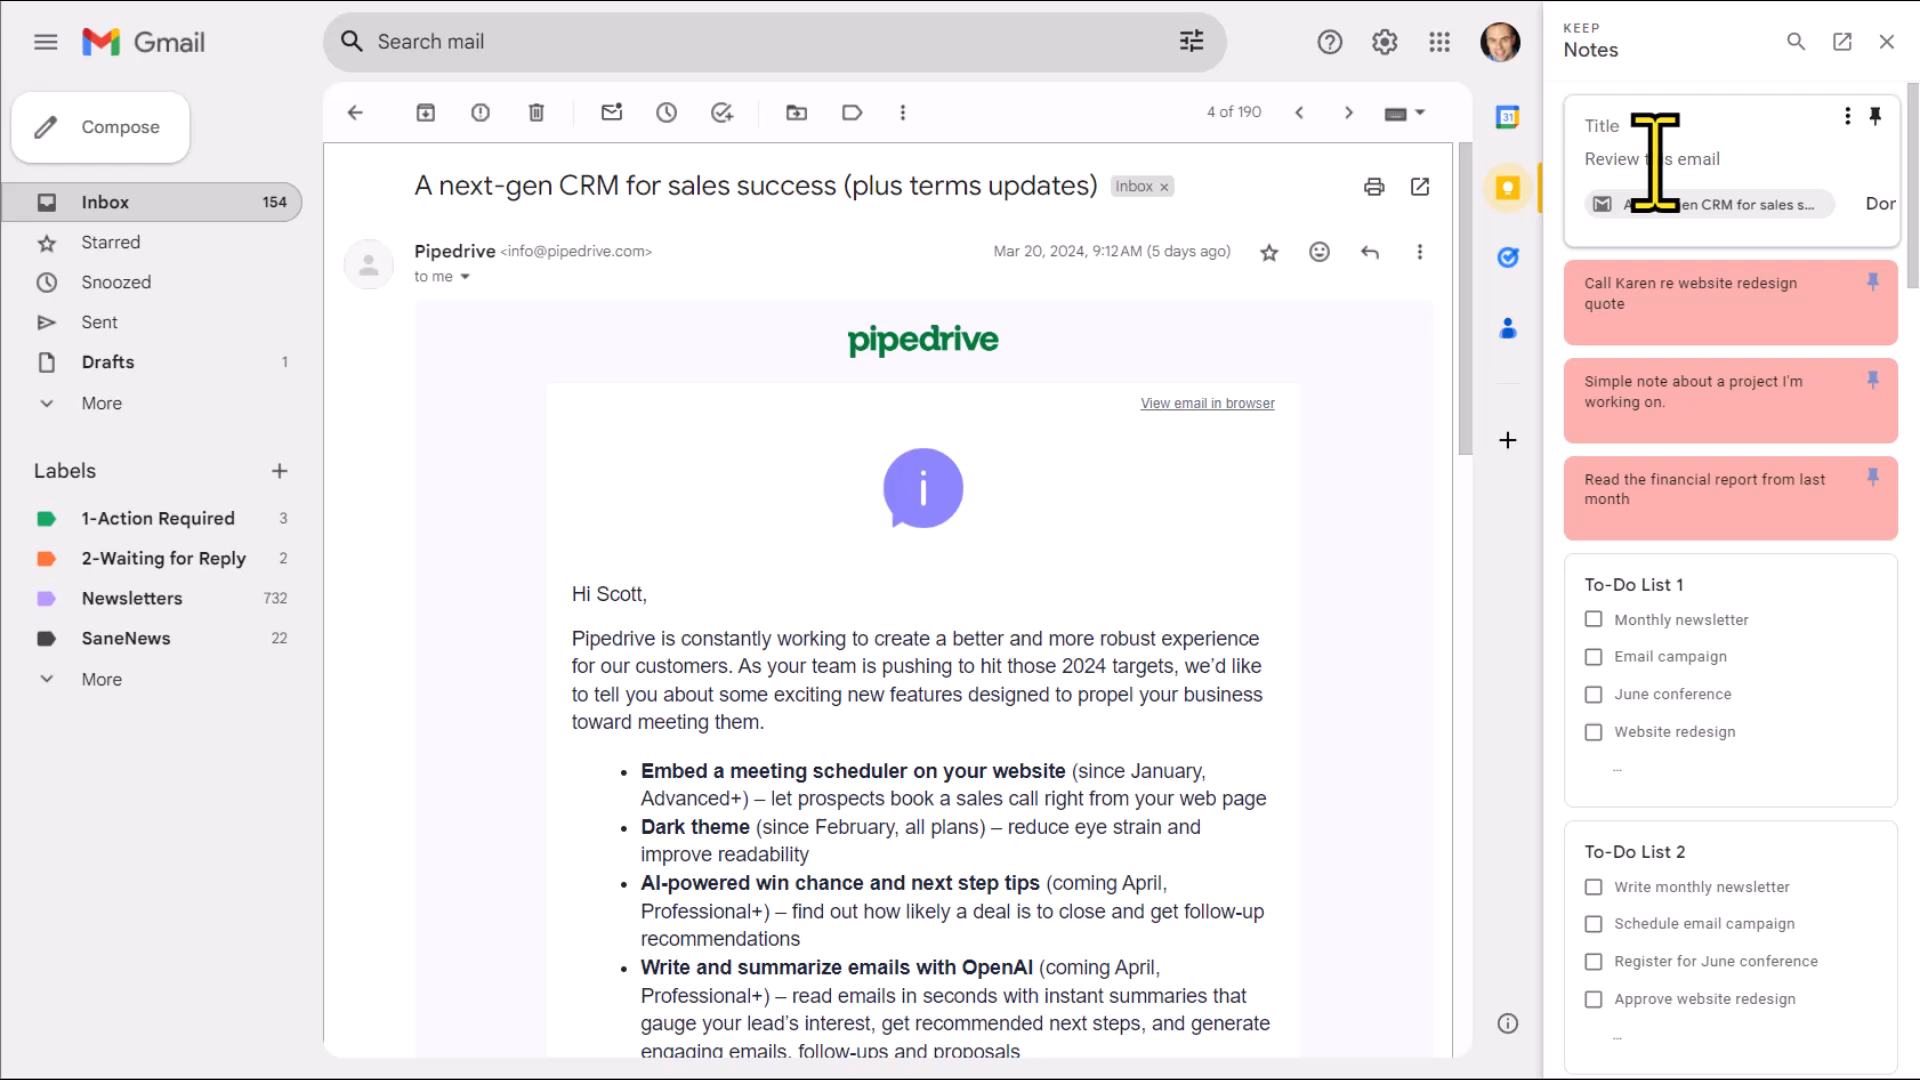 Gmail
Search mail
Compose
Inbox 154
Starred
Snoozed
Sent
Drafts 1
More
Labels
1-Action Required 3
2-Waiting for Reply 2
Newsletters 732
SaneNews 22
More
4 of 190
A next-gen CRM for sales success (plus terms updates) Inbox ×
Pipedrive <info@pipedrive.com>
Mar 20, 2024, 9:12 AM (5 days ago)
to me
pipedrive
View email in browser
i
Hi Scott,
Pipedrive is constantly working to create a better and more robust experience
for our customers. As your team is pushing to hit those 2024 targets, we’d like
to tell you about some exciting new features designed to propel your business
toward meeting them.
• Embed a meeting scheduler on your website (since January,
Advanced+) – let prospects book a sales call right from your web page
• Dark theme (since February, all plans) – reduce eye strain and
improve readability
• AI-powered win chance and next step tips (coming April,
Professional+) – find out how likely a deal is to close and get follow-up
recommendations
• Write and summarize emails with OpenAI (coming April,
Professional+) – read emails in seconds with instant summaries that
gauge your lead’s interest, get recommended next steps, and generate
engaging emails, follow-ups and proposals
31
KEEP
Notes
Title
Review email
CRM for sales s...
Dor
Call Karen re website redesign
quote
Simple note about a project I'm
working on.
Read the financial report from last
month
To-Do List 1
Monthly newsletter
Email campaign
June conference
Website redesign
...
To-Do List 2
Write monthly newsletter
Schedule email campaign
Register for June conference
Approve website redesign
...